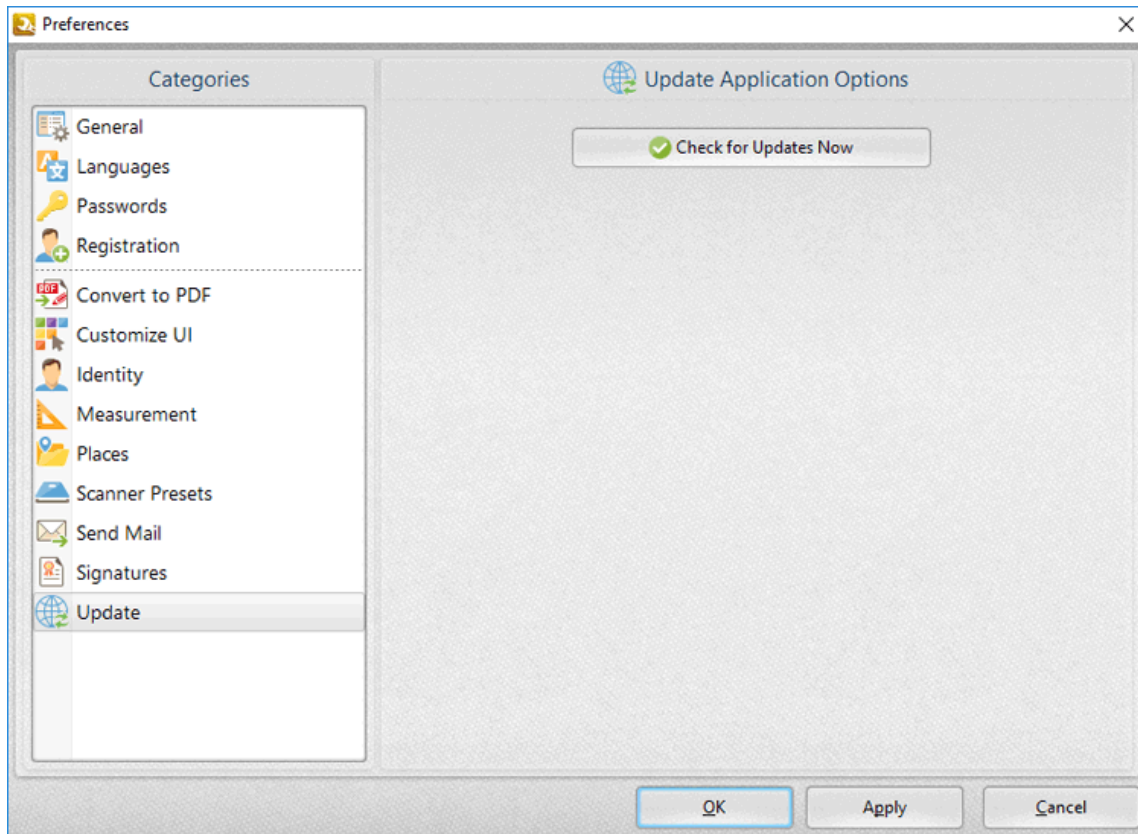 Preferences
Categories
General
Languages
Passwords
Registration
Convert to PDF
Customize UI
Identity
Measurement
Places
Scanner Presets
Send Mail
Signatures
Update
Update Application Options
Check for Updates Now
OK
Apply
Cancel